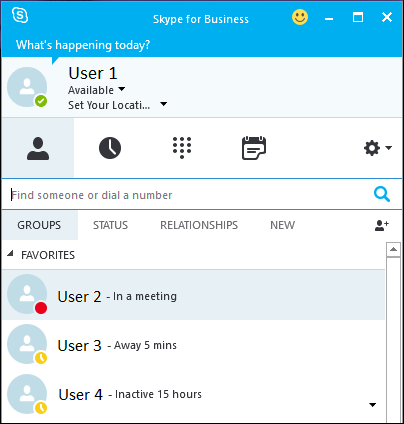 Skype for Business
What's happening today?
User 1
Available
Set Your Locati...
Find someone or dial a number
GROUPS STATUS RELATIONSHIPS NEW
FAVORITES
User 2 - In a meeting
User 3 - Away 5 mins
User 4 - Inactive 15 hours